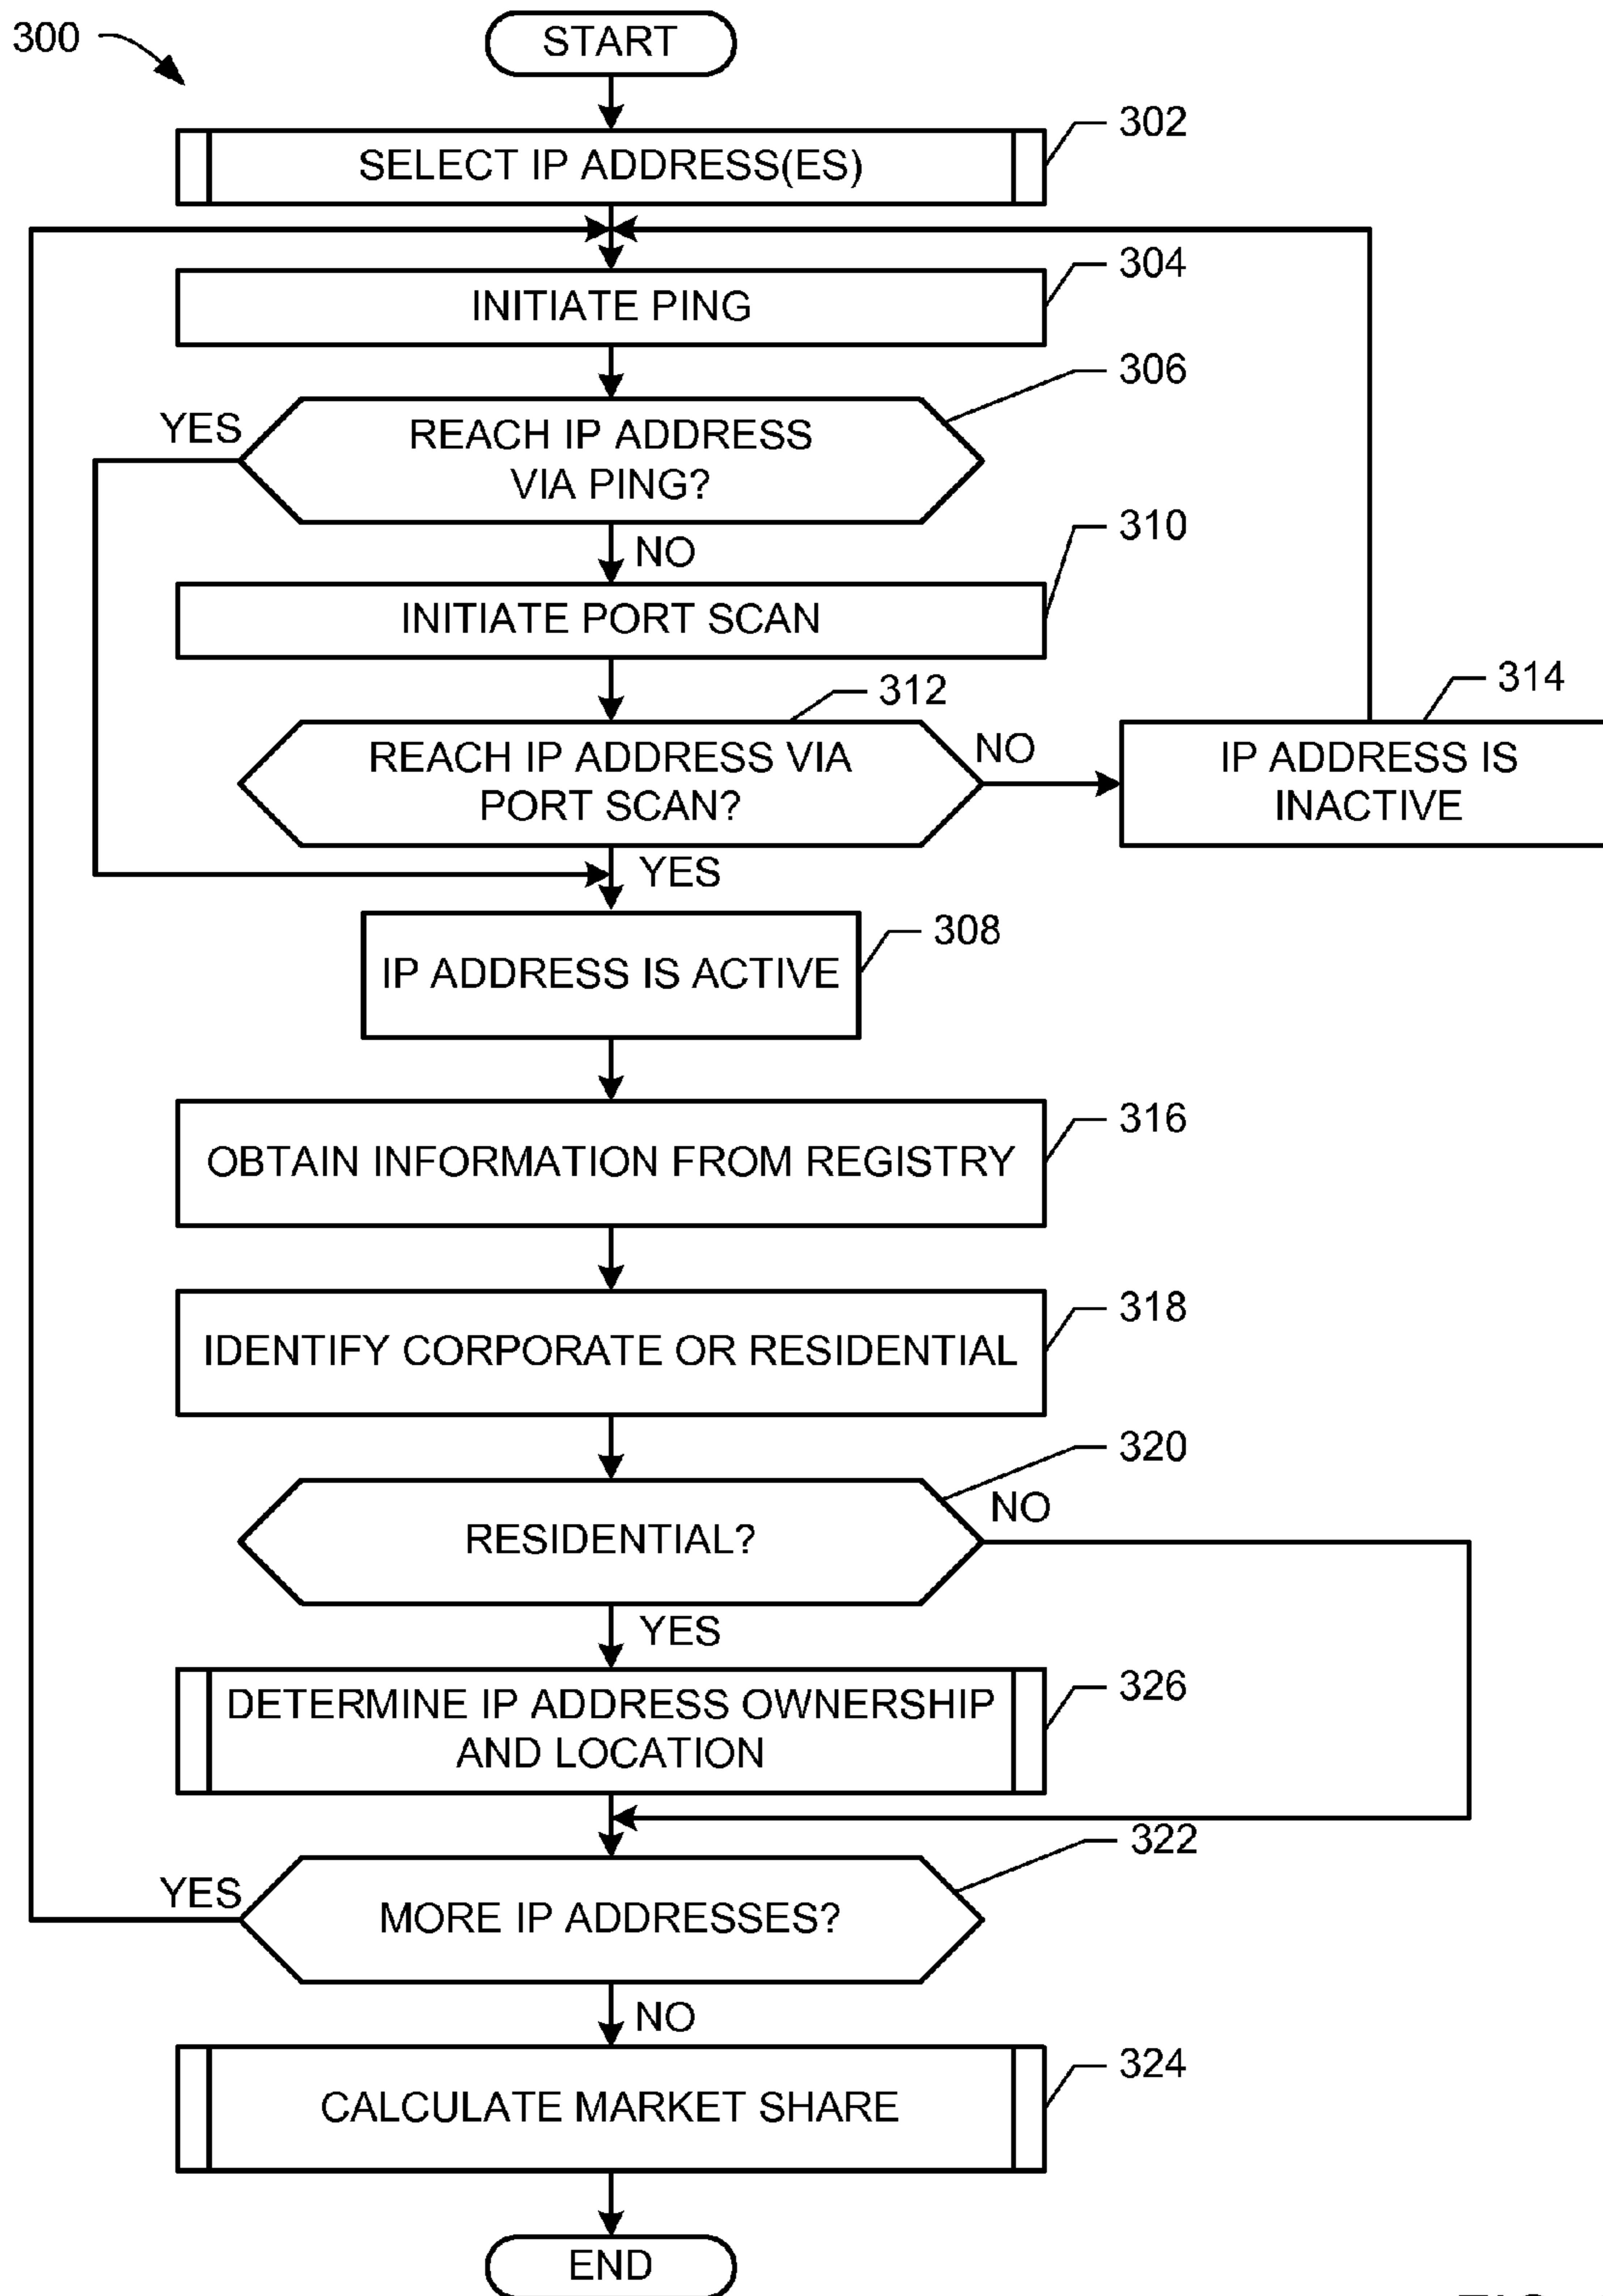 300
START
302
SELECT IP ADDRESS(ES)
304
INITIATE PING
306
YES
REACH IP ADDRESS
VIA PING?
310
NO
INITIATE PORT SCAN
312
314
REACH IP ADDRESS VIA
PORT SCAN?
NO
IP ADDRESS IS
INACTIVE
YES
308
IP ADDRESS IS ACTIVE
316
OBTAIN INFORMATION FROM REGISTRY
318
IDENTIFY CORPORATE OR RESIDENTIAL
320
NO
RESIDENTIAL?
YES
326
DETERMINE IP ADDRESS OWNERSHIP
AND LOCATION
322
YES
MORE IP ADDRESSES?
NO
324
CALCULATE MARKET SHARE
END